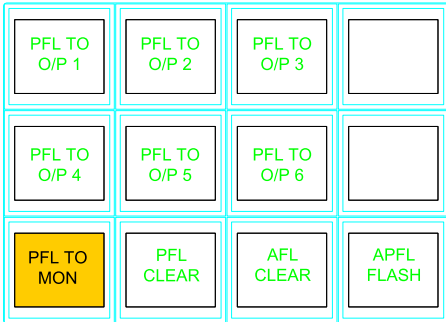 PFL TO
O/P 1
PFL TO
O/P 2
PFL TO
O/P 3
PFL TO
O/P 4
PFL TO
O/P 5
PFL TO
O/P 6
PFL TO
MON
PFL
CLEAR
AFL
CLEAR
APFL
FLASH